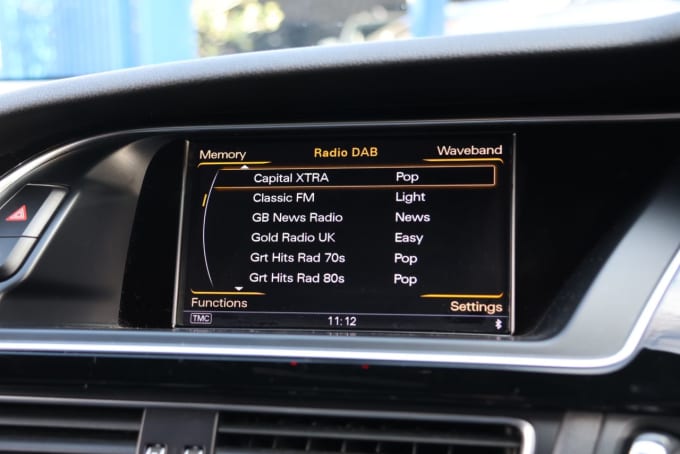 Memory Radio DAB Waveband
Capital XTRA Pop
Classic FM Light
GB News Radio News
Gold Radio UK Easy
Grt Hits Rad 70s Pop
Grt Hits Rad 80s Pop
Functions Settings
TMC 11:12